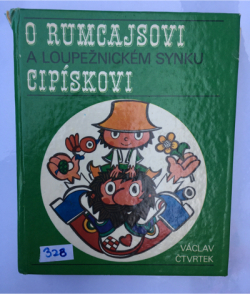 O RUMCAJSOVI
A LOUPEŽNICKÉM SYNKU
CIPÍSKOVI
VÁCLAV
ČTVRTEK
328